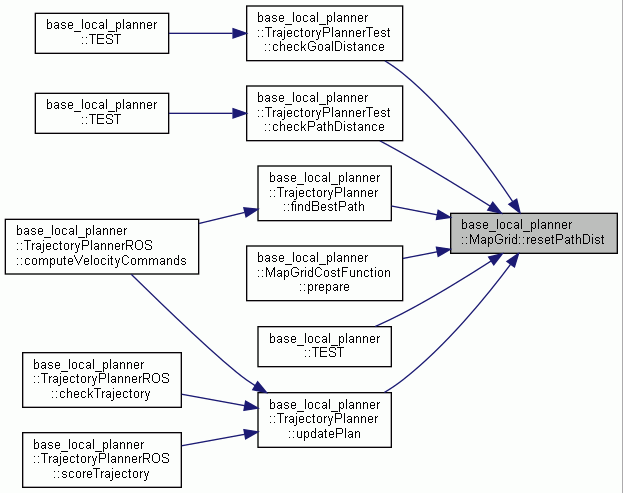 base_local_planner
::TEST
base_local_planner
::TrajectoryPlannerTest
::checkGoalDistance
base_local_planner
::TEST
base_local_planner
::TrajectoryPlannerTest
::checkPathDistance
base_local_planner
::TrajectoryPlanner
::findBestPath
base_local_planner
::MapGrid::resetPathDist
base_local_planner
::TrajectoryPlannerROS
::computeVelocityCommands
base_local_planner
::MapGridCostFunction
::prepare
base_local_planner
::TEST
base_local_planner
::TrajectoryPlannerROS
::checkTrajectory
base_local_planner
::TrajectoryPlanner
::updatePlan
base_local_planner
::TrajectoryPlannerROS
::scoreTrajectory